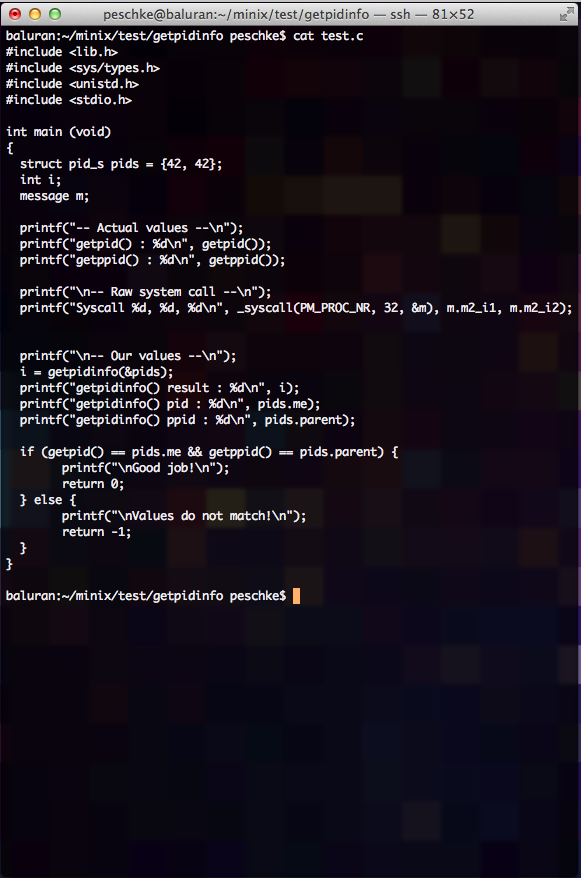 peschke@baluran:~/minix/test/getpidinfo — ssh — 81×52
baluran:~/minix/test/getpidinfo peschke$ cat test.c
#include <lib.h>
#include <sys/types.h>
#include <unistd.h>
#include <stdio.h>

int main (void)
{
  struct pid_s pids = {42, 42};
  int i;
  message m;

  printf("-- Actual values --\n");
  printf("getpid() : %d\n", getpid());
  printf("getppid() : %d\n", getppid());

  printf("\n-- Raw system call --\n");
  printf("Syscall %d, %d, %d\n", _syscall(PM_PROC_NR, 32, &m), m.m2_i1, m.m2_i2);


  printf("\n-- Our values --\n");
  i = getpidinfo(&pids);
  printf("getpidinfo() result : %d\n", i);
  printf("getpidinfo() pid : %d\n", pids.me);
  printf("getpidinfo() ppid : %d\n", pids.parent);

  if (getpid() == pids.me && getppid() == pids.parent) {
        printf("\nGood job!\n");
        return 0;
  } else {
        printf("\nValues do not match!\n");
        return -1;
  }
}

baluran:~/minix/test/getpidinfo peschke$